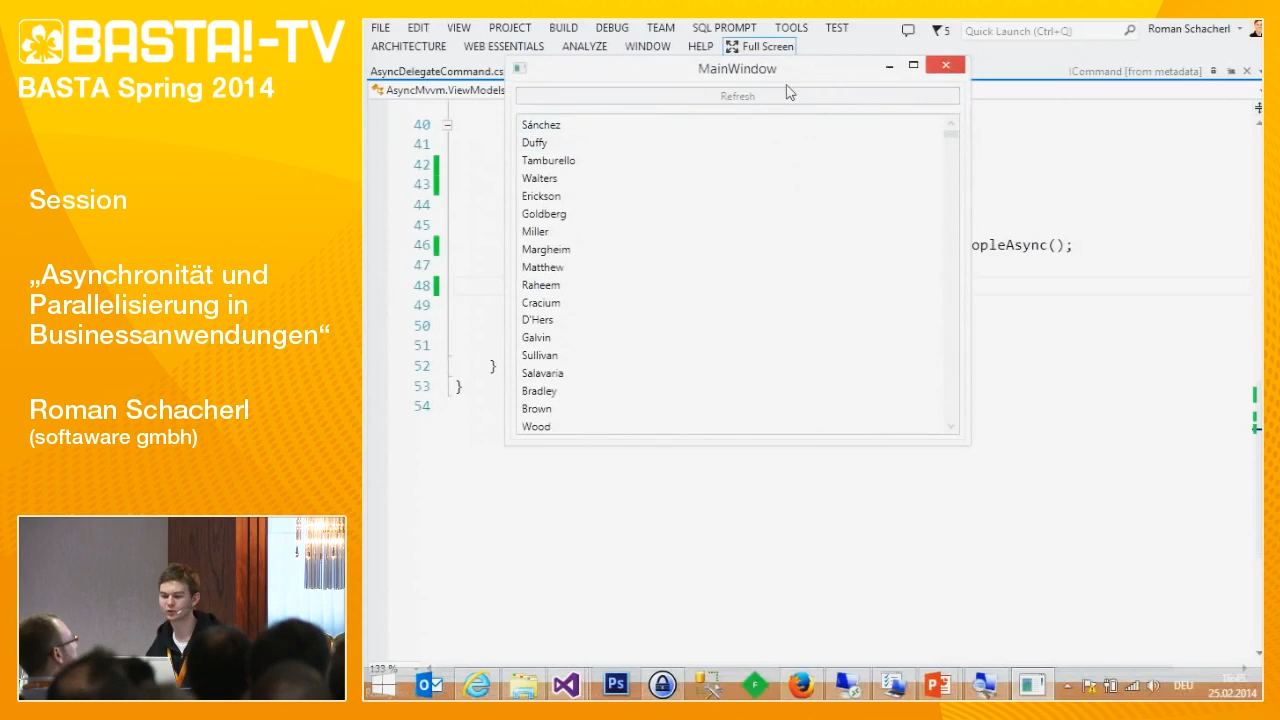 BASTA!-TV
BASTA Spring 2014
Session
„Asynchronität und
Parallelisierung in
Businessanwendungen“
Roman Schacherl
(softaware gmbh)
FILE EDIT VIEW PROJECT BUILD DEBUG TEAM SQL PROMPT TOOLS TEST
5 Quick Launch (Ctrl+Q) Roman Schacherl
ARCHITECTURE WEB ESSENTIALS ANALYZE WINDOW HELP Full Screen
AsyncDelegateCommand.cs
ICommand [from metadata]
AsyncMvvm.ViewModels
MainWindow
Refresh
Sánchez
Duffy
Tamburello
Walters
Erickson
Goldberg
Miller
Margheim
Matthew
Raheem
Cracium
D'Hers
Galvin
Sullivan
Salavaria
Bradley
Brown
Wood
40
41
42
43
44
45
46 opleAsync();
47
48
49
50
51
52 }
53 }
54
133 %
Ps
DEU
25.02.2014